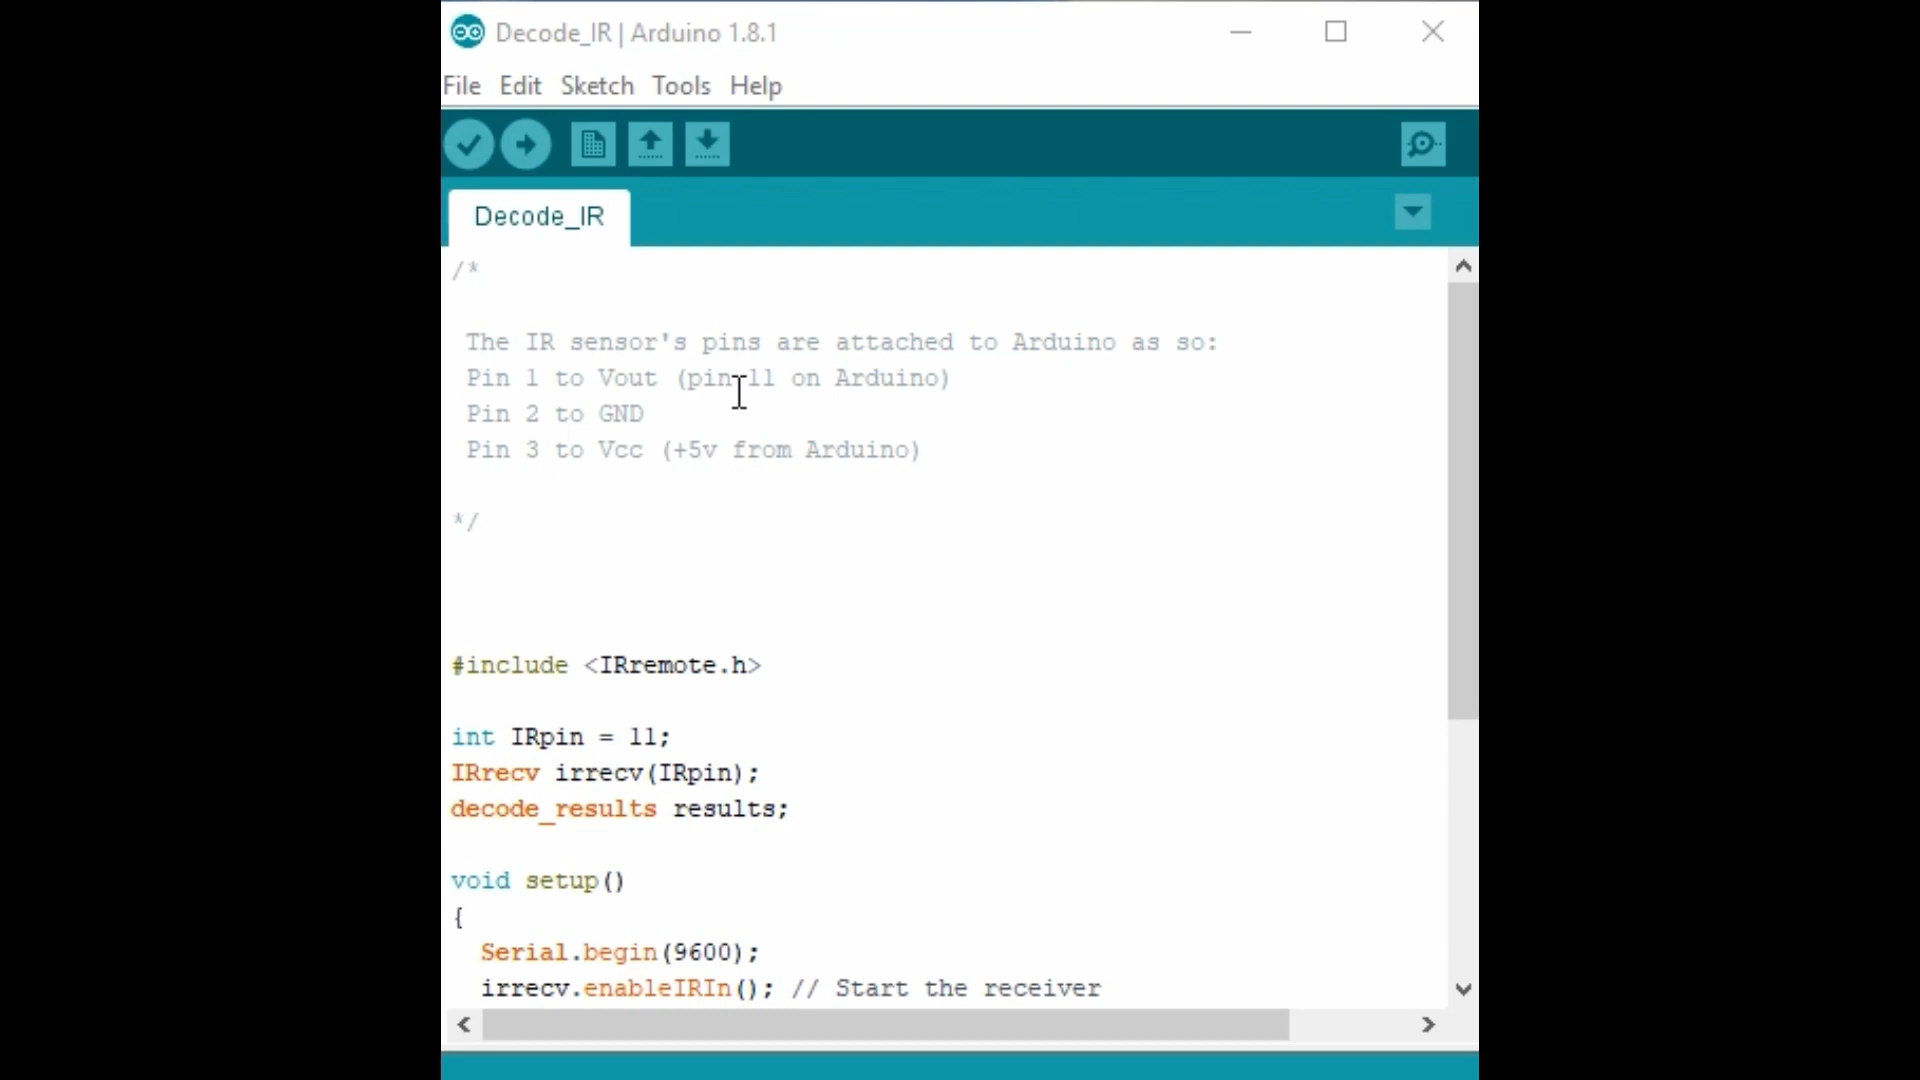 Decode_IR | Arduino 1.8.1
File Edit Sketch Tools Help
Decode_IR
/*
The IR sensor's pins are attached to Arduino as so:
Pin 1 to Vout (pin 11 on Arduino)
Pin 2 to GND
Pin 3 to Vcc (+5v from Arduino)
*/
#include <IRremote.h>
int IRpin = 11;
IRrecv irrecv(IRpin);
decode_results results;
void setup()
{
Serial.begin(9600);
irrecv.enableIRIn(); // Start the receiver